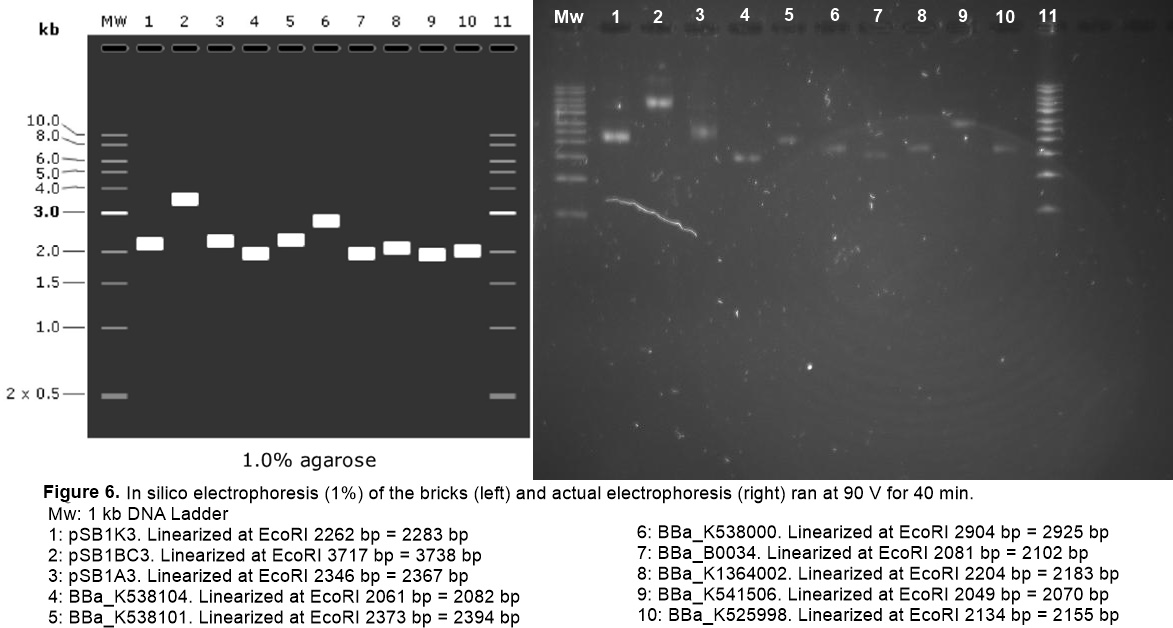 kb
MW 1 2 3 4 5 6 7 8 9 10 11
10.0
8.0
6.0
5.0
4.0
3.0
2.0
1.5
1.0
2 x 0.5
1.0% agarose
Mw 1 2 3 4 5 6 7 8 9 10 11
Figure 6. In silico electrophoresis (1%) of the bricks (left) and actual electrophoresis (right) ran at 90 V for 40 min.
Mw: 1 kb DNA Ladder
1: pSB1K3. Linearized at EcoRI 2262 bp = 2283 bp
2: pSB1BC3. Linearized at EcoRI 3717 bp = 3738 bp
3: pSB1A3. Linearized at EcoRI 2346 bp = 2367 bp
4: BBa_K538104. Linearized at EcoRI 2061 bp = 2082 bp
5: BBa_K538101. Linearized at EcoRI 2373 bp = 2394 bp
6: BBa_K538000. Linearized at EcoRI 2904 bp = 2925 bp
7: BBa_B0034. Linearized at EcoRI 2081 bp = 2102 bp
8: BBa_K1364002. Linearized at EcoRI 2204 bp = 2183 bp
9: BBa_K541506. Linearized at EcoRI 2049 bp = 2070 bp
10: BBa_K525998. Linearized at EcoRI 2134 bp = 2155 bp